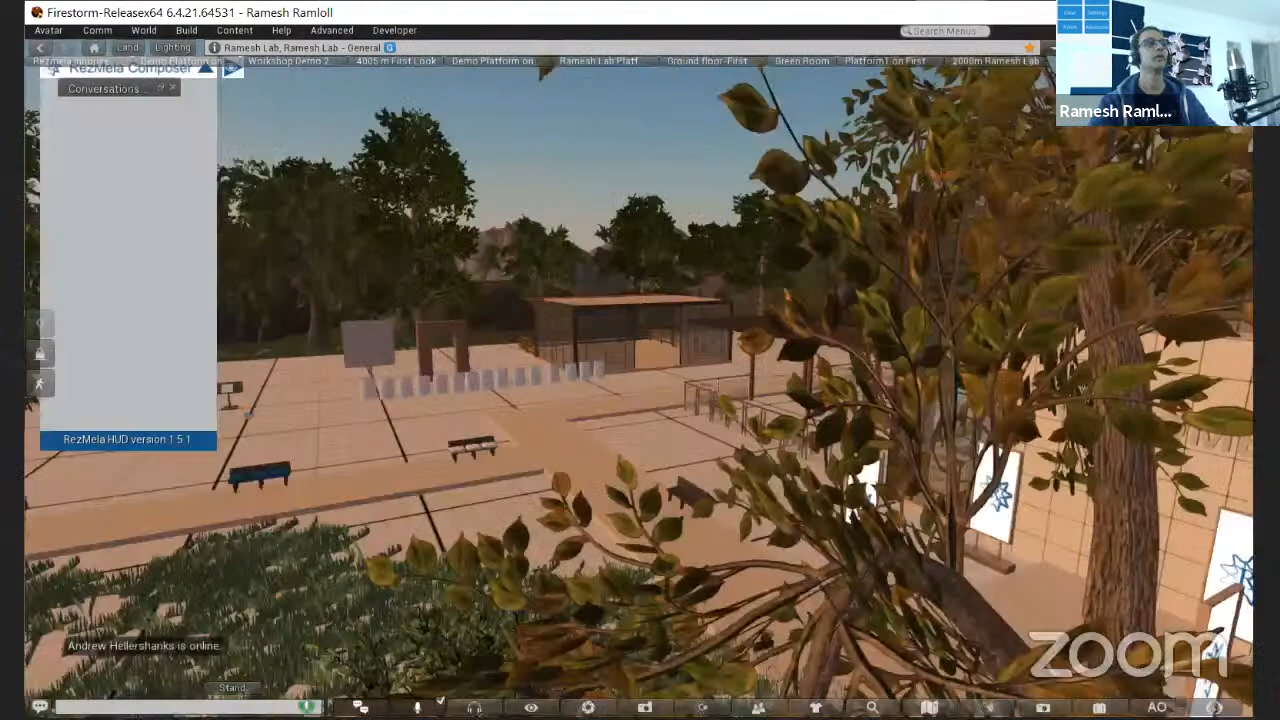 Firestorm-Releasex64 6.4.21.64531 - Ramesh Ramloll
Avatar Comm World Build Content Help Advanced Developer
Search Menus
Land Lighting Ramesh Lab, Ramesh Lab - General G
Demo Platform on Workshop Demo 2 4005 m First Look Demo Platform on Ramesh Lab Platf Ground floor-First Green Room Platform1 on First 2000m Ramesh Lab
RezMela Composer
Conversations
Ramesh Raml...
RezMela HUD version 1.5.1
Andrew Hellershanks is online.
Stand
zoom
AO